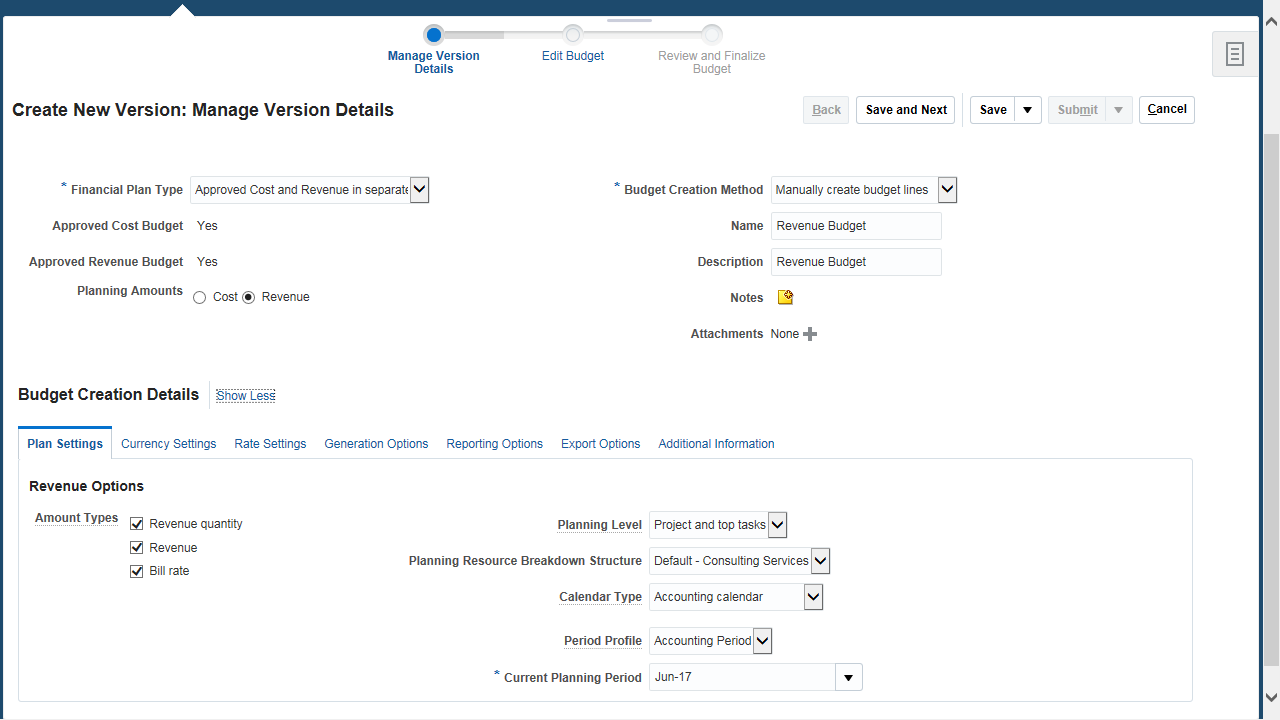 Manage Version
Details
Edit Budget
Review and Finalize
Budget
Create New Version: Manage Version Details
Back
Save and Next
Save
Submit
Cancel
* Financial Plan Type
Approved Cost and Revenue in separate
Approved Cost Budget Yes
Approved Revenue Budget Yes
Planning Amounts
Cost
Revenue
* Budget Creation Method
Manually create budget lines
Name Revenue Budget
Description Revenue Budget
Notes
Attachments None
Budget Creation Details
Show Less
Plan Settings
Currency Settings
Rate Settings
Generation Options
Reporting Options
Export Options
Additional Information
Revenue Options
Amount Types
Revenue quantity
Revenue
Bill rate
Planning Level Project and top tasks
Planning Resource Breakdown Structure Default - Consulting Services
Calendar Type Accounting calendar
Period Profile Accounting Period
* Current Planning Period Jun-17